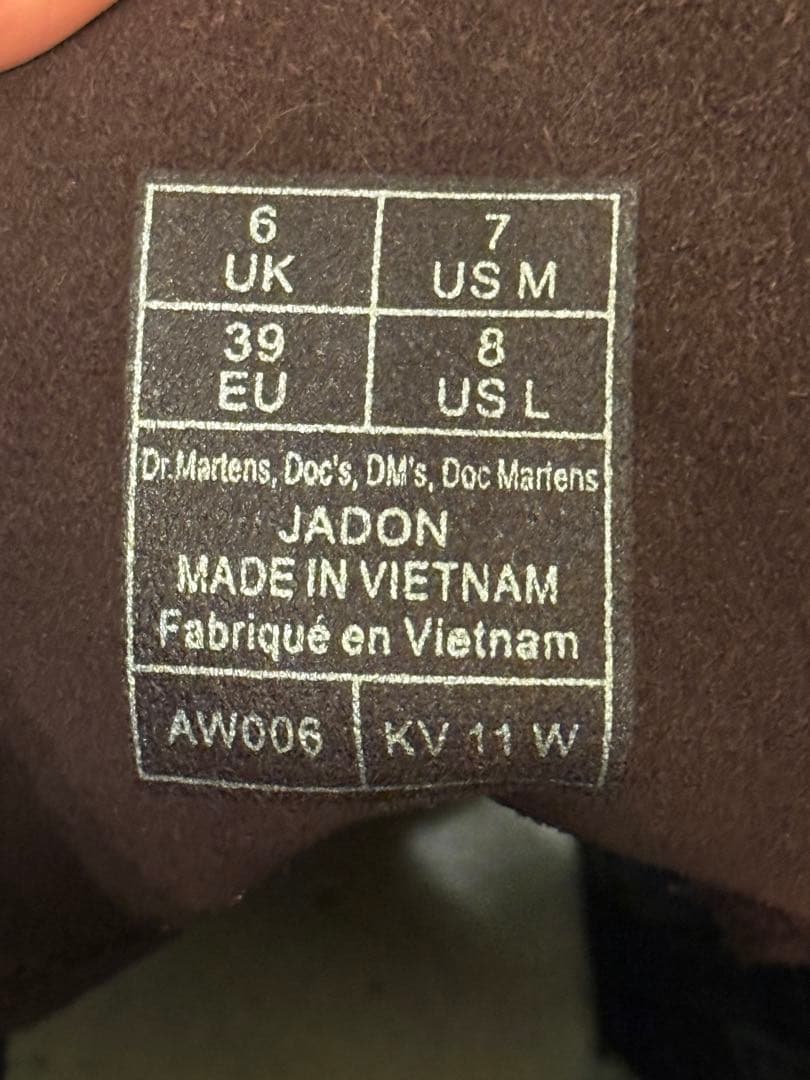 6
UK
7
US M
39
EU
8
US L
Dr.Martens, Doc's, DM's, Doc Martens
JADON
MADE IN VIETNAM
Fabriqué en Vietnam
AW006
KV 11 W